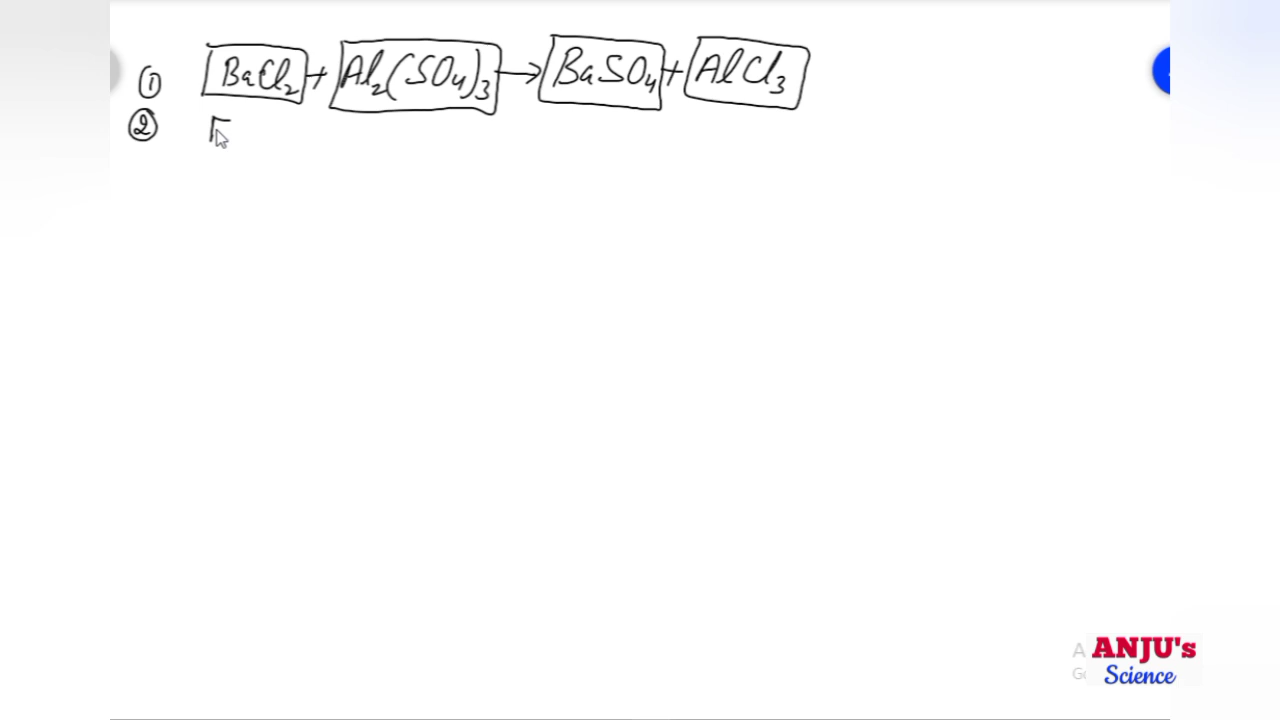 ① BaCl₂ + Al₂(SO₄)₃ → BaSO₄ + AlCl₃
②
ANJU's
Science